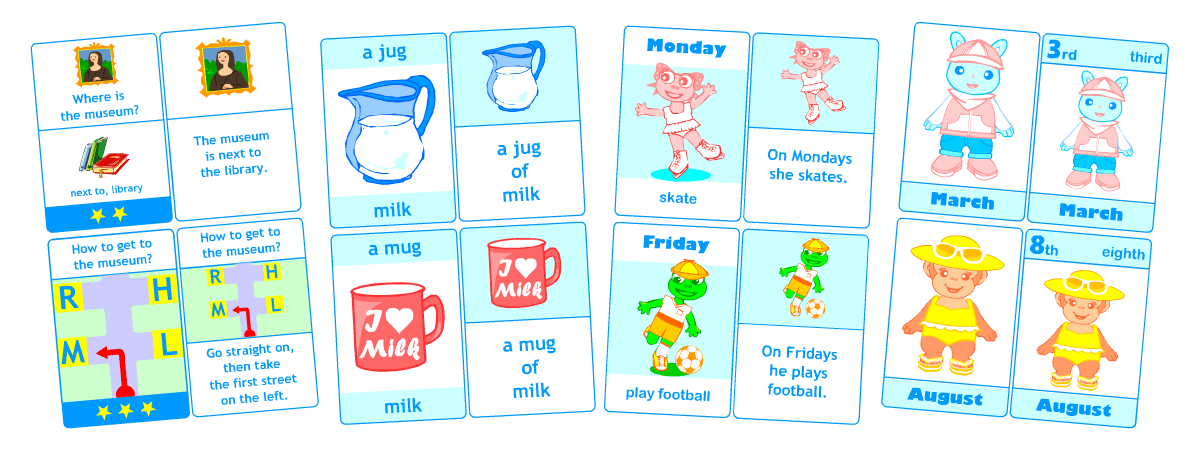 Where is
the museum?
next to, library
The museum
is next to
the library.
How to get to
the museum?
R
H
M
L
How to get to
the museum?
R
H
M
L
Go straight on,
then take
the first street
on the left.
a jug
milk
a jug
of
milk
a mug
I
Milk
milk
I
Milk
a mug
of
milk
Monday
skate
On Mondays
she skates.
Friday
play football
On Fridays
he plays
football.
March
3rd third
March
August
8th eighth
August